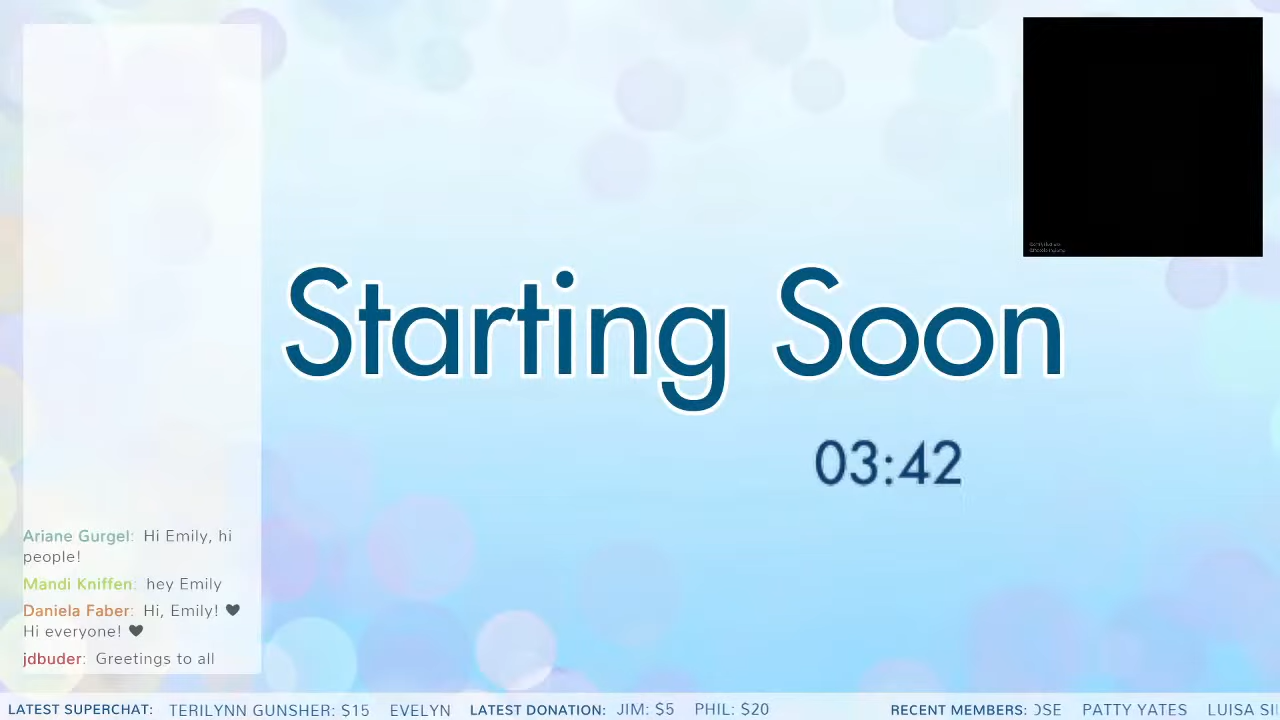 Starting Soon
03:42
Ariane Gurgel: Hi Emily, hi
people!
Mandi Kniffen: hey Emily
Daniela Faber: Hi, Emily! 🖤
Hi everyone! 🖤
jdbuder: Greetings to all
LATEST SUPERCHAT: TERILYNN GUNSHER: $15 EVELYN LATEST DONATION: JIM: $5 PHIL: $20 RECENT MEMBERS: PATTY YATES LUISA